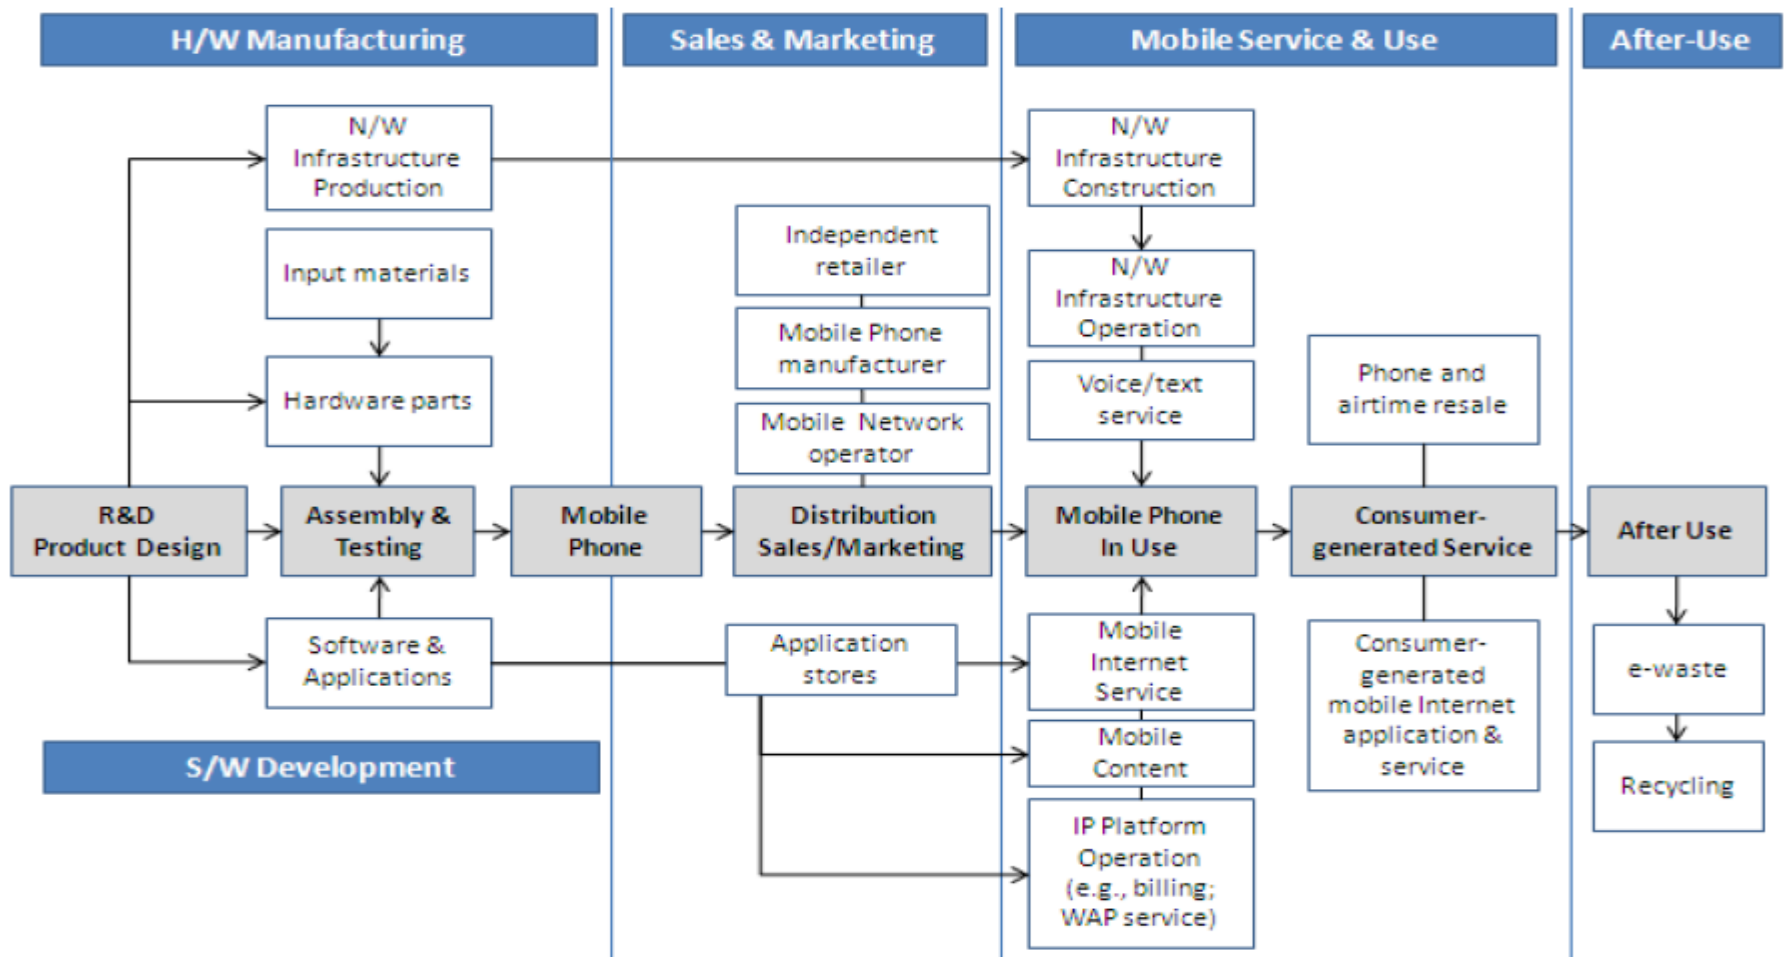 H/W Manufacturing
Sales & Marketing
Mobile Service & Use
After-Use
N/W
Infrastructure
Production
Input materials
Hardware parts
R&D
Product Design
Assembly &
Testing
Mobile
Phone
Software &
Applications
S/W Development
Independent
retailer
Mobile Phone
manufacturer
Mobile Network
operator
Distribution
Sales/Marketing
Application
stores
N/W
Infrastructure
Construction
N/W
Infrastructure
Operation
Voice/text
service
Mobile Phone
In Use
Mobile
Internet
Service
Mobile
Content
IP Platform
Operation
(e.g., billing;
WAP service)
Phone and
airtime resale
Consumer-
generated Service
Consumer-
generated
mobile Internet
application &
service
After Use
e-waste
Recycling